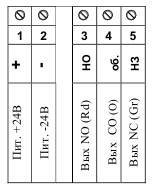 1 2 3 4 5
+ - НО об. НЗ
Пит. +24В
Пит. -24В
Вых NO (Rd)
Вых CO (O)
Вых NC (Gr)